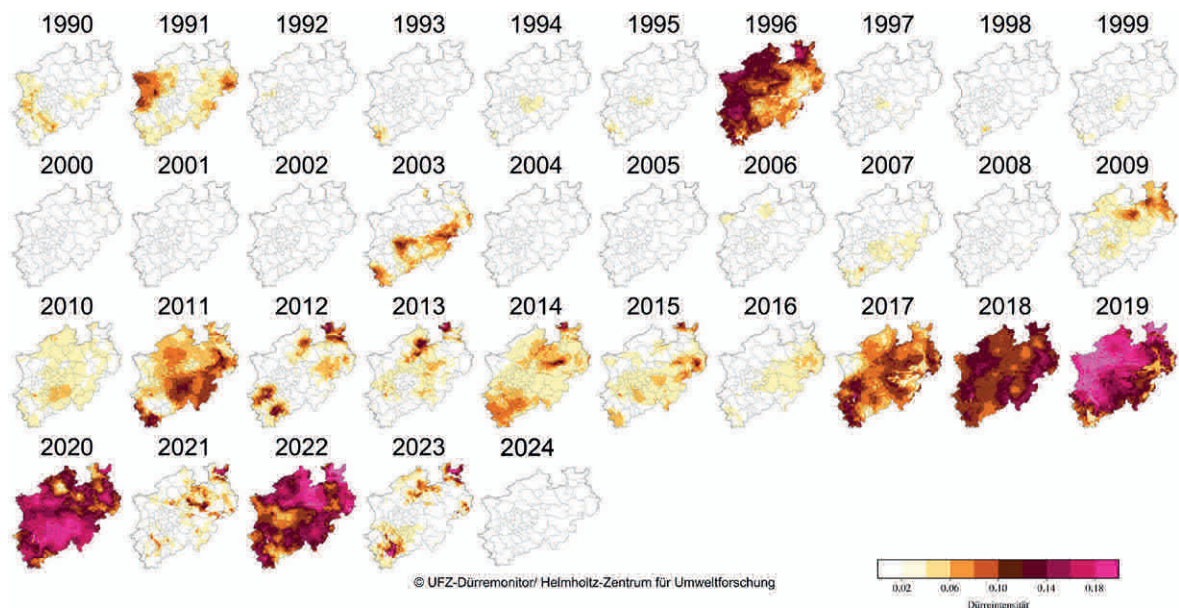 1990 1991 1992 1993 1994 1995 1996 1997 1998 1999
2000 2001 2002 2003 2004 2005 2006 2007 2008 2009
2010 2011 2012 2013 2014 2015 2016 2017 2018 2019
2020 2021 2022 2023 2024
© UFZ-Dürremonitor/ Helmholtz-Zentrum für Umweltforschung
0.02 0.06 0.10 0.14 0.18
Dürreintensität